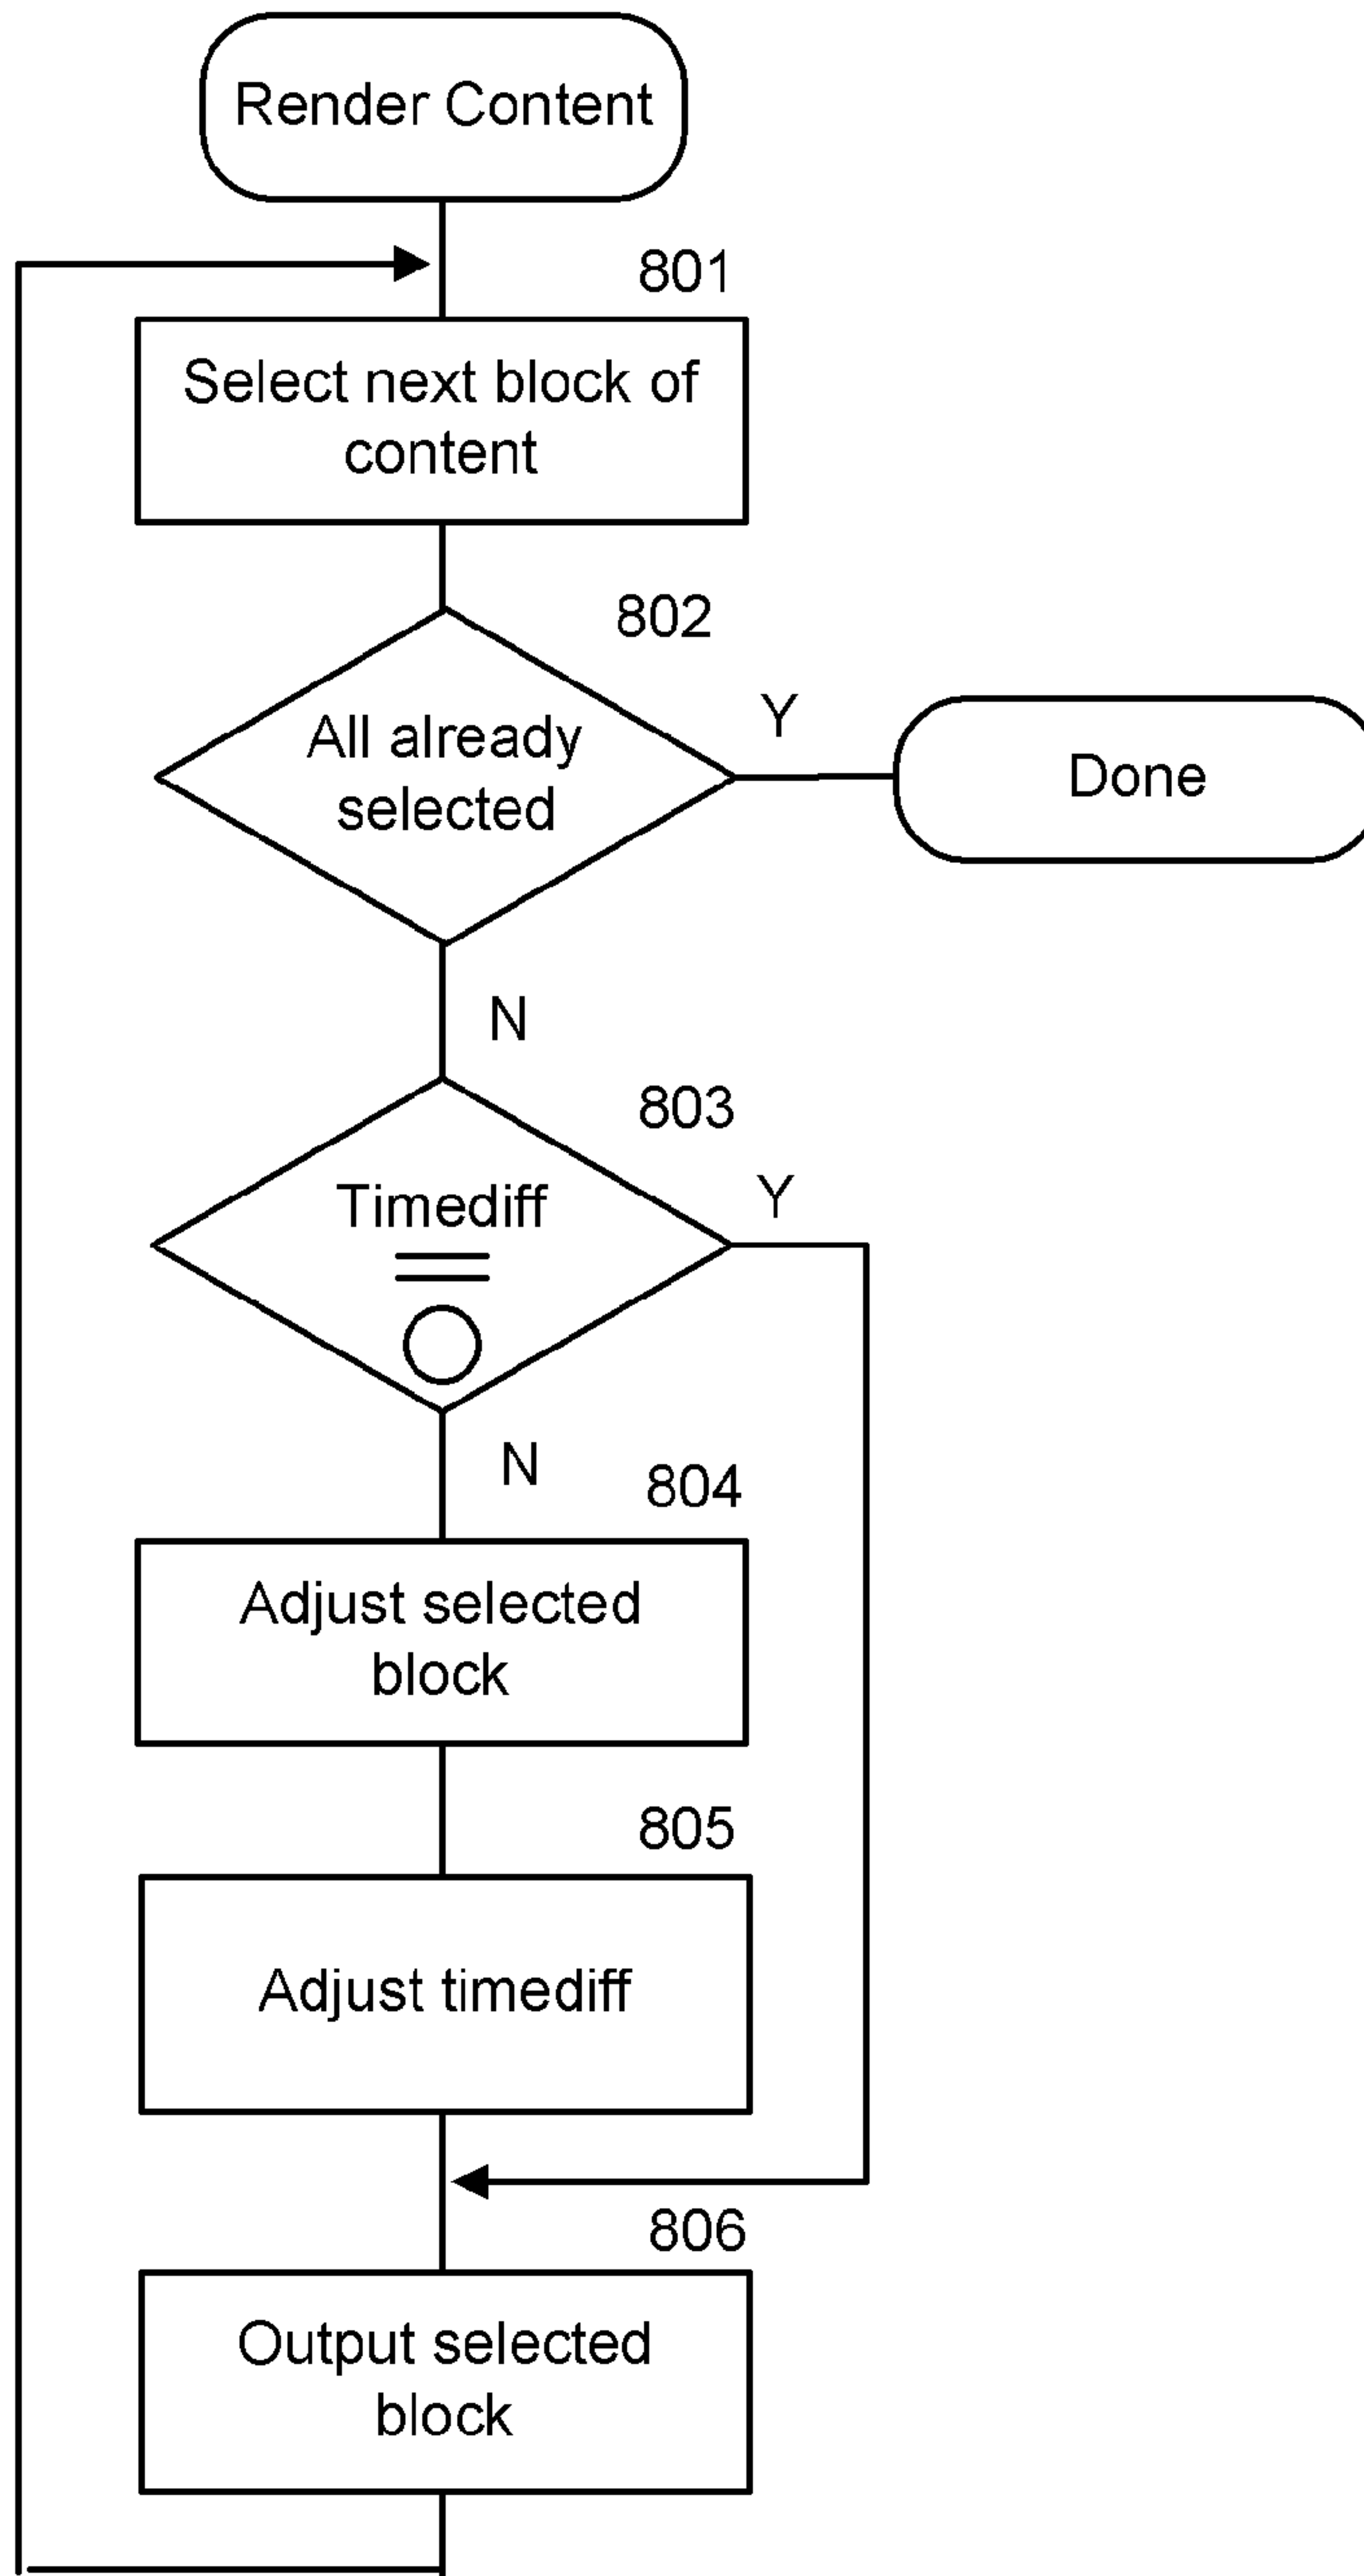 Render Content
801
Select next block of
content
802
All already
selected
Y
Done
N
803
Timediff
=
0
Y
N
804
Adjust selected
block
805
Adjust timediff
806
Output selected
block